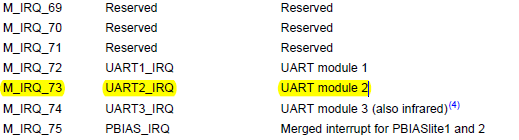 M_IRQ_69 Reserved Reserved
M_IRQ_70 Reserved Reserved
M_IRQ_71 Reserved Reserved
M_IRQ_72 UART1_IRQ UART module 1
M_IRQ_73 UART2_IRQ UART module 2
M_IRQ_74 UART3_IRQ UART module 3 (also infrared)(4)
M_IRQ_75 PBIAS_IRQ Merged interrupt for PBIASlite1 and 2